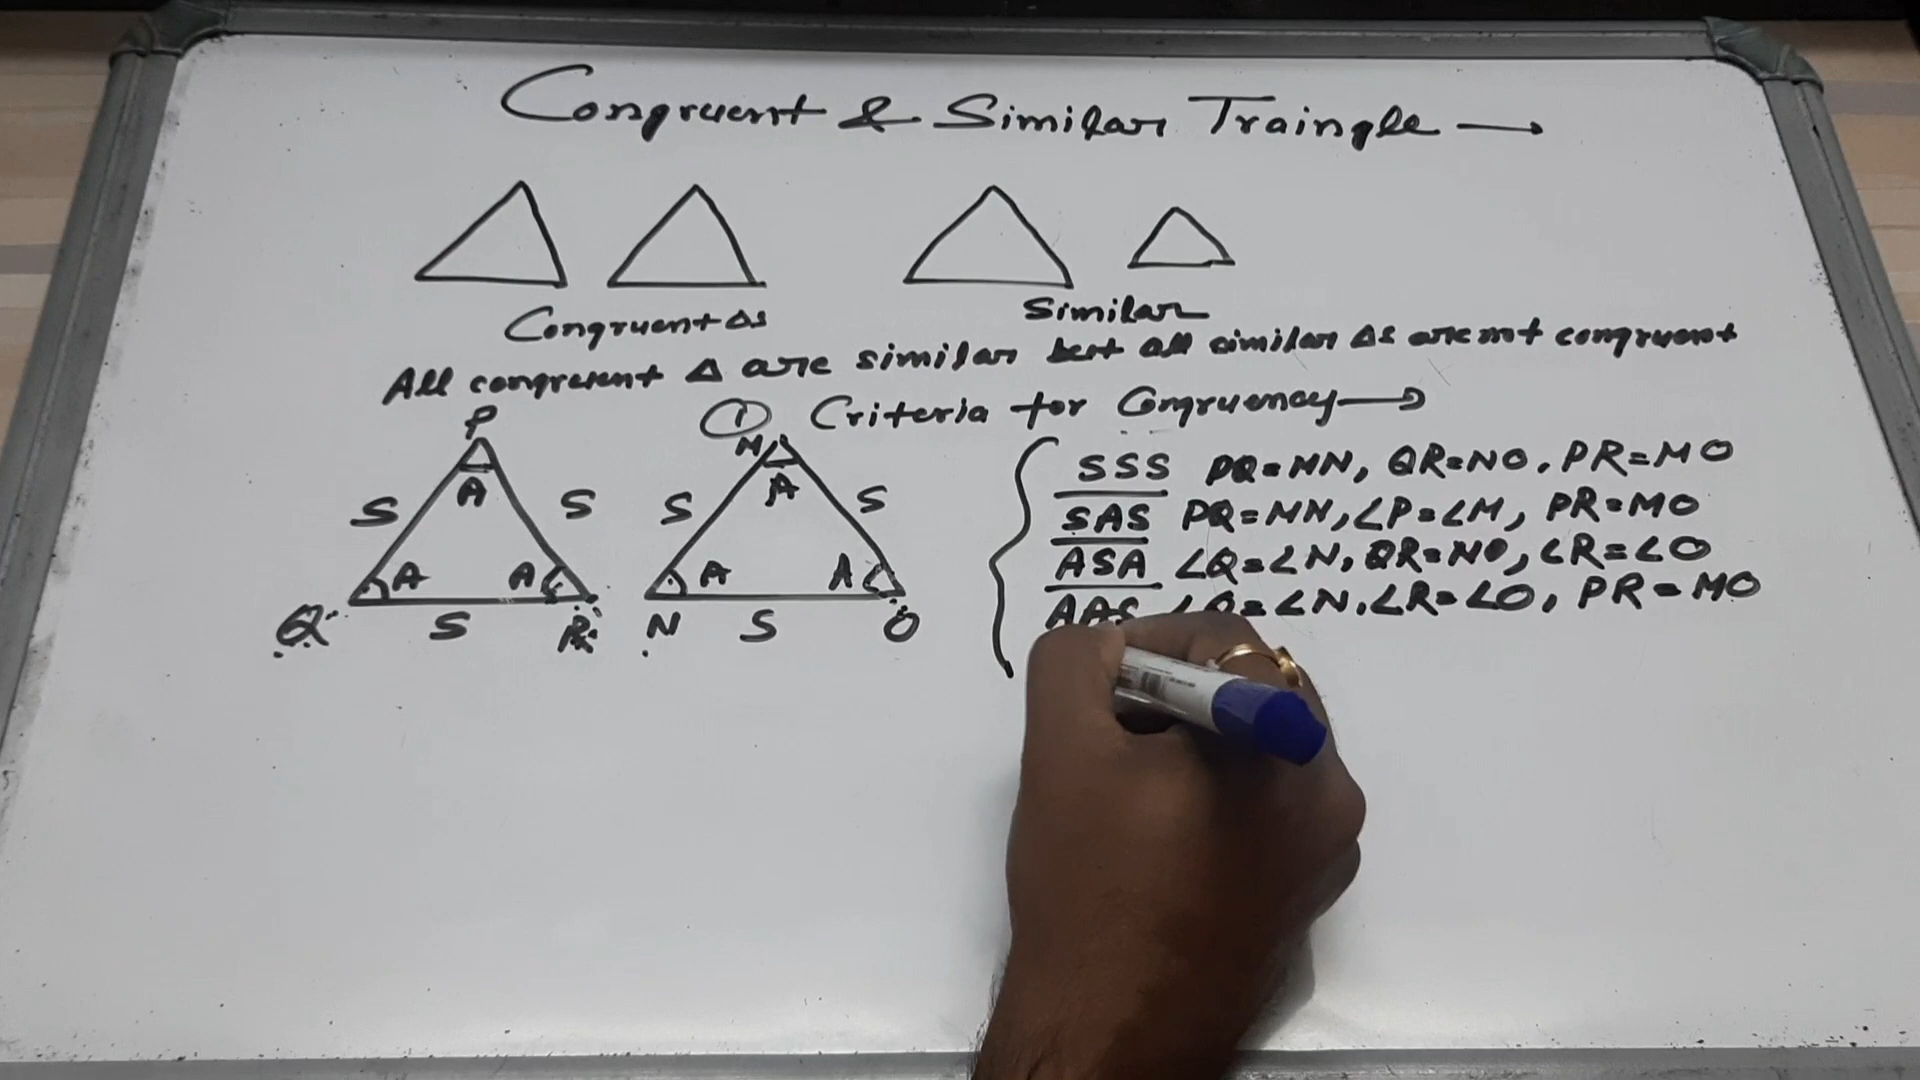 Congruent & Similar Traingle →
Congruent Δs
Similar
All congruent Δ are similar but all similar Δs are not congruent
① Criteria for Congruency →
P
A
S
S
A
A
Q
S
R
M
A
S
S
A
A
N
S
O
SSS PQ=MN, QR=NO, PR=MO
SAS PQ=MN, ∠P=∠M, PR=MO
ASA ∠Q=∠N, QR=NO, ∠R=∠O
AAS ∠Q=∠N, ∠R=∠O, PR=MO